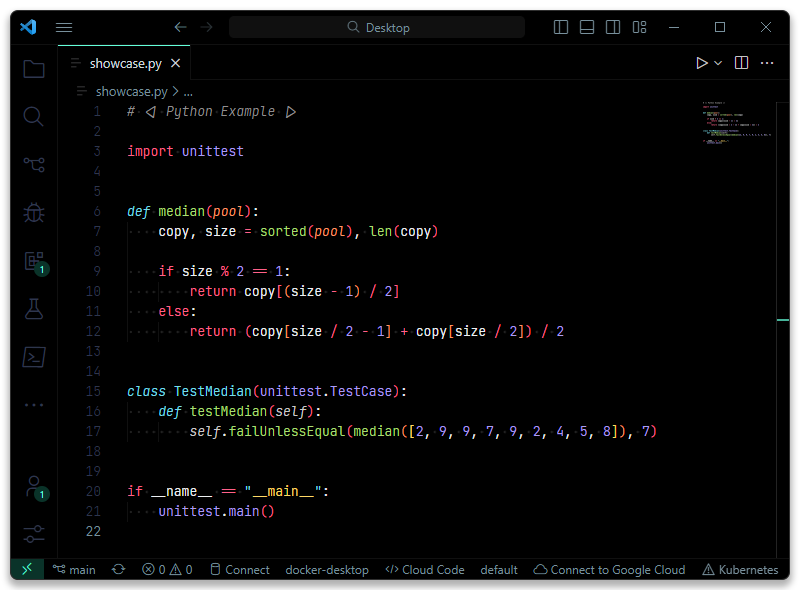 Desktop
showcase.py
showcase.py > ...
1 # ◁ Python Example ▷
2
3 import unittest
4
5
6 def median(pool):
7     copy, size = sorted(pool), len(copy)
8
9     if size % 2 == 1:
10         return copy[(size - 1) / 2]
11     else:
12         return (copy[size / 2 - 1] + copy[size / 2]) / 2
13
14
15 class TestMedian(unittest.TestCase):
16     def testMedian(self):
17         self.failUnlessEqual(median([2, 9, 9, 7, 9, 2, 4, 5, 8]), 7)
18
19
20 if __name__ == "__main__":
21     unittest.main()
22
1
1
main 0 0 Connect docker-desktop </> Cloud Code default Connect to Google Cloud Kubernetes